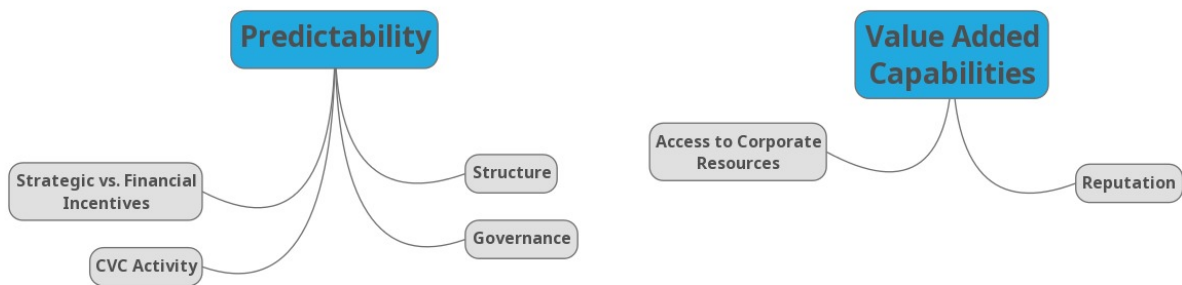 Predictability
Strategic vs. Financial
Incentives
CVC Activity
Structure
Governance
Value Added
Capabilities
Access to Corporate
Resources
Reputation